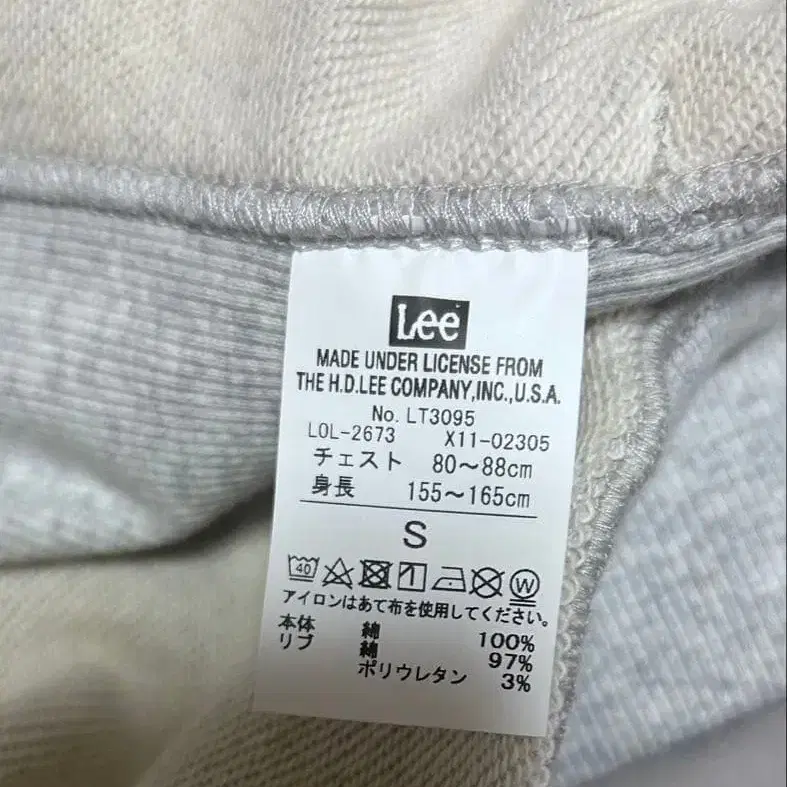 Lee
MADE UNDER LICENSE FROM
THE H.D.LEE COMPANY,INC.,U.S.A.
No. LT3095
LOL-2673 X11-02305
チェスト 80～88cm
身長 155～165cm
S
40 1 W
アイロンはあて布を使用してください。
本体 綿 100%
リブ 綿 97%
ポリウレタン 3%